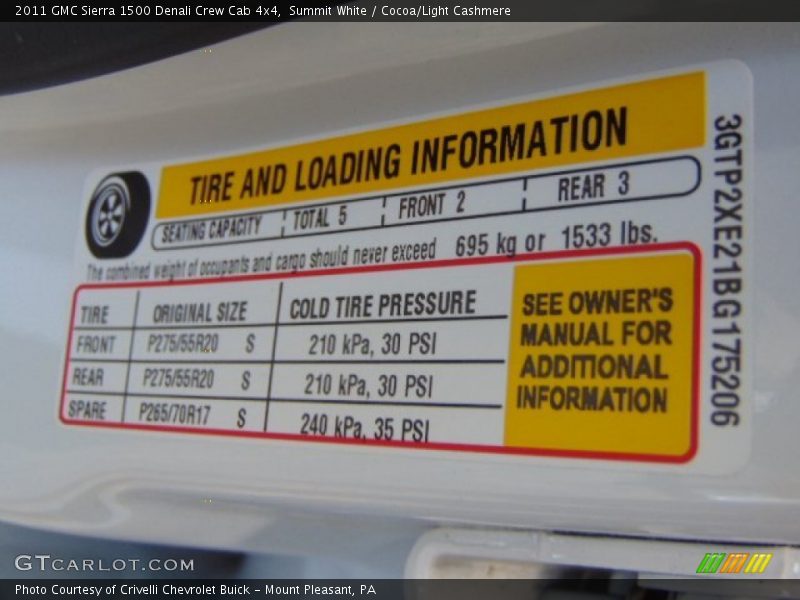 2011 GMC Sierra 1500 Denali Crew Cab 4x4, Summit White / Cocoa/Light Cashmere
TIRE AND LOADING INFORMATION
SEATING CAPACITY TOTAL 5 FRONT 2 REAR 3
The combined weight of occupants and cargo should never exceed 695 kg or 1533 lbs.
TIRE ORIGINAL SIZE COLD TIRE PRESSURE
FRONT P275/55R20 S 210 kPa, 30 PSI
REAR P275/55R20 S 210 kPa, 30 PSI
SPARE P265/70R17 S 240 kPa, 35 PSI
SEE OWNER'S
MANUAL FOR
ADDITIONAL
INFORMATION
3GTP2XE21BG175206
GTCARLOT.COM
Photo Courtesy of Crivelli Chevrolet Buick - Mount Pleasant, PA